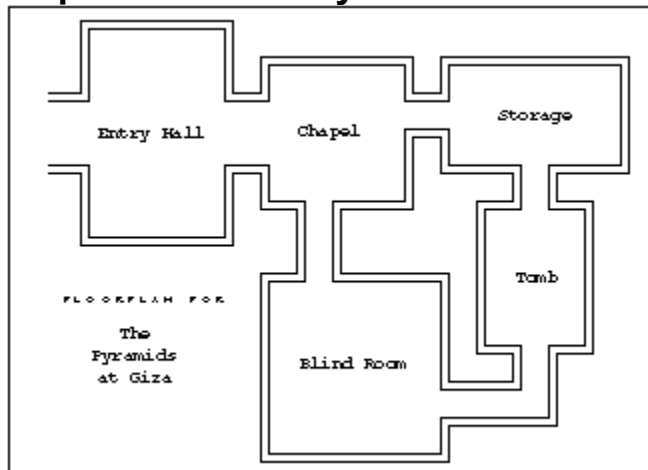 Entry Hall
Chapel
Storage
Tomb
FLOORPLAN FOR
The
Pyramids
at Giza
Blind Room